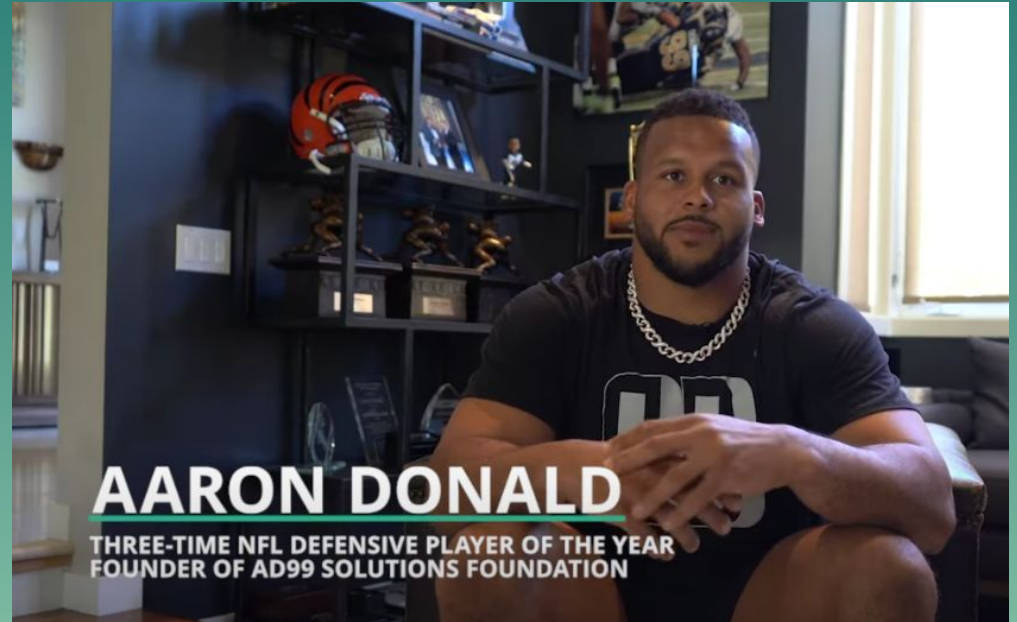 AARON DONALD
THREE-TIME NFL DEFENSIVE PLAYER OF THE YEAR
FOUNDER OF AD99 SOLUTIONS FOUNDATION